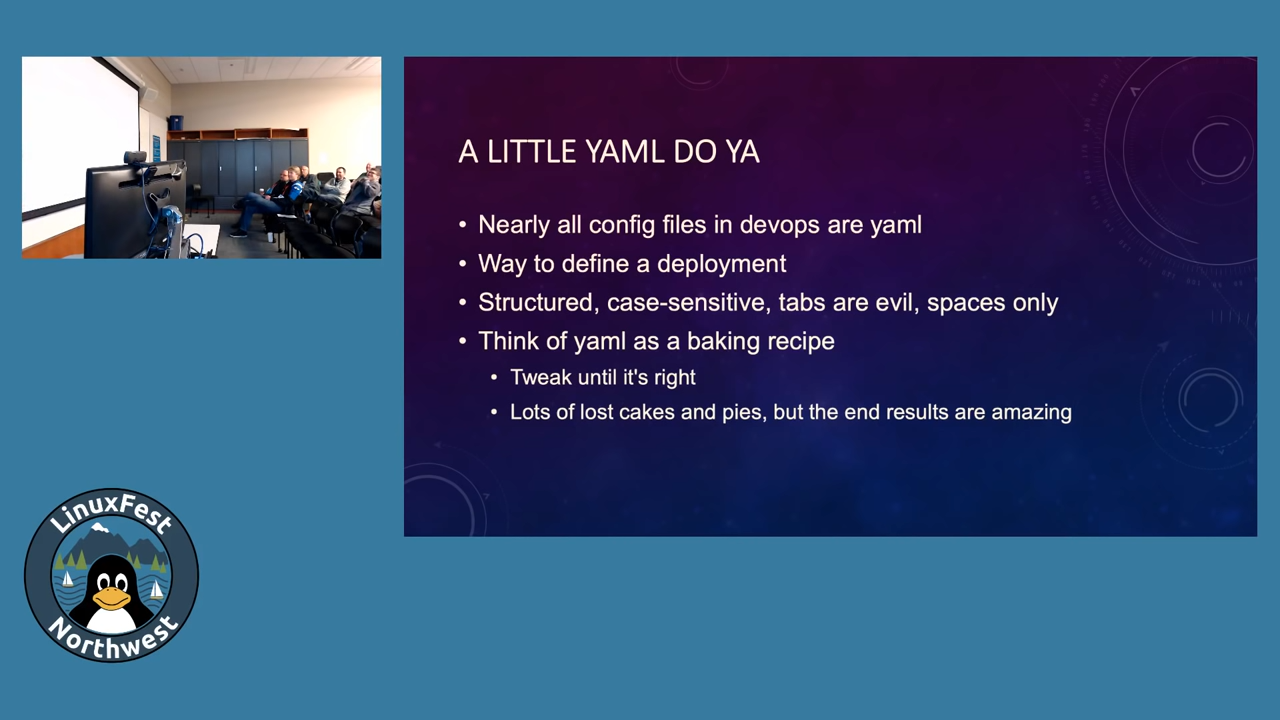 A LITTLE YAML DO YA
• Nearly all config files in devops are yaml
• Way to define a deployment
• Structured, case-sensitive, tabs are evil, spaces only
• Think of yaml as a baking recipe
• Tweak until it's right
• Lots of lost cakes and pies, but the end results are amazing
LinuxFest
Northwest